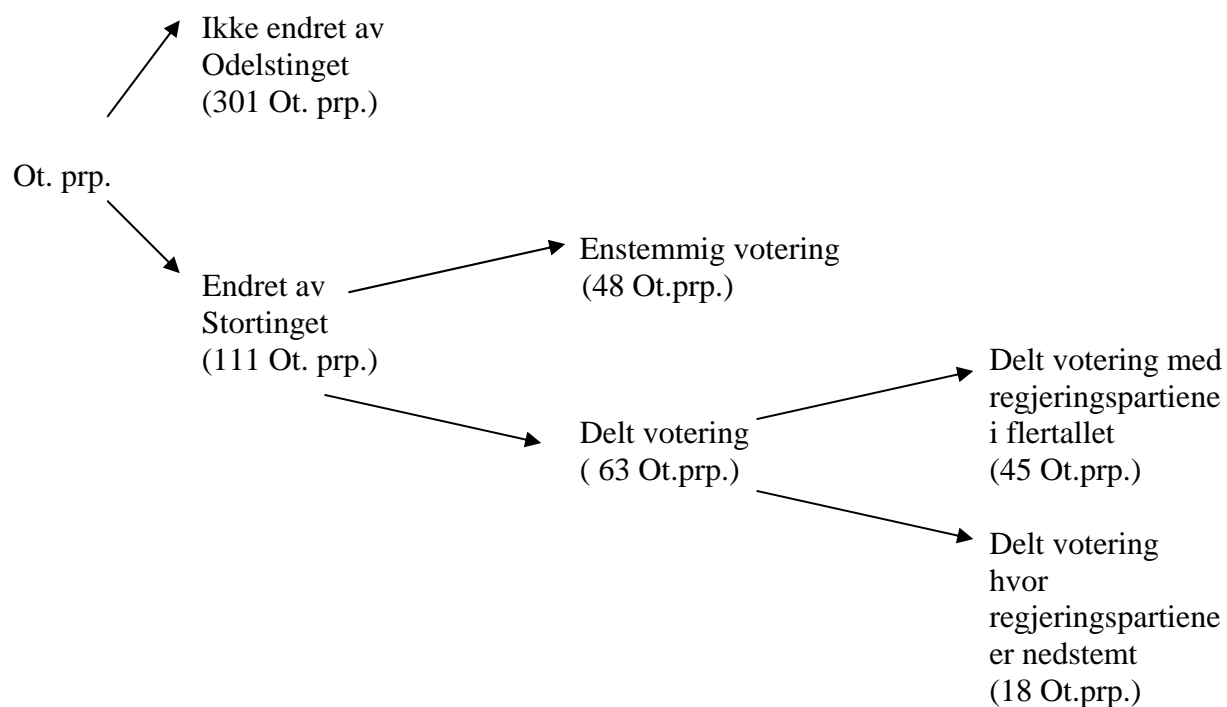 Ikke endret av
Odelstinget
(301 Ot. prp.)
Ot. prp.
Endret av
Stortinget
(111 Ot. prp.)
Enstemmig votering
(48 Ot.prp.)
Delt votering
( 63 Ot.prp.)
Delt votering med
regjeringspartiene
i flertallet
(45 Ot.prp.)
Delt votering
hvor
regjeringspartiene
er nedstemt
(18 Ot.prp.)